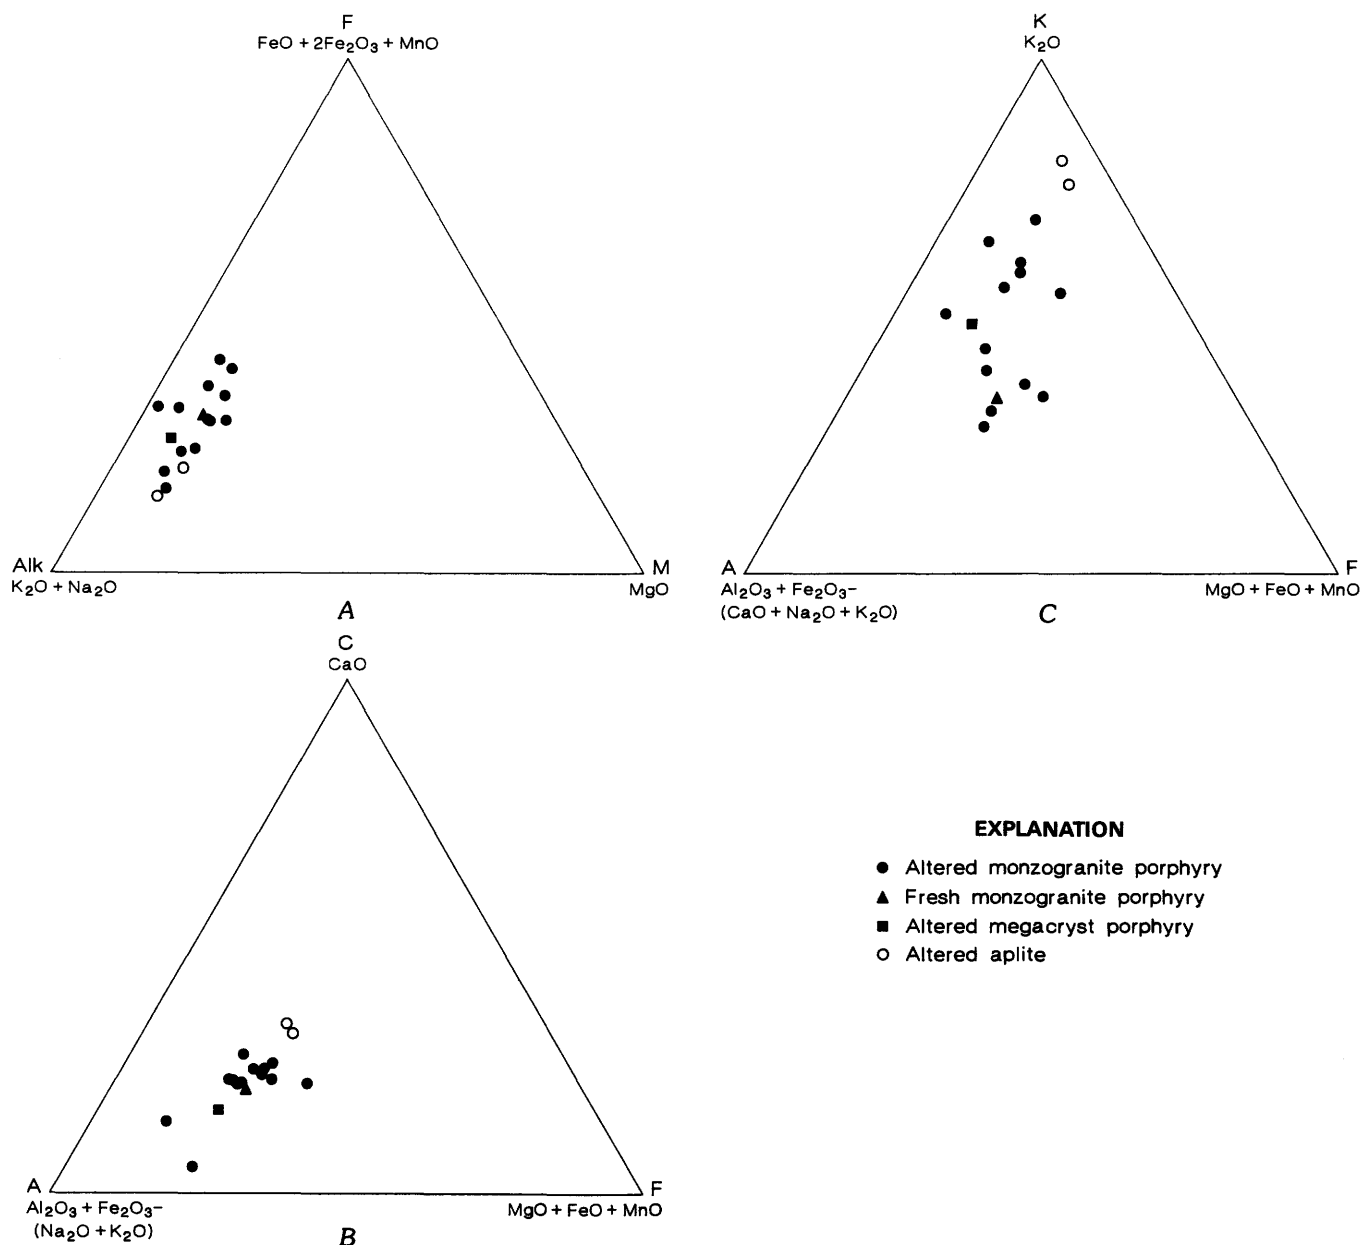 F
FeO + 2Fe₂O₃ + MnO
Alk
K₂O + Na₂O
M
MgO
A
K
K₂O
A
Al₂O₃ + Fe₂O₃–
(CaO + Na₂O + K₂O)
F
MgO + FeO + MnO
C
C
CaO
A
Al₂O₃ + Fe₂O₃–
(Na₂O + K₂O)
F
MgO + FeO + MnO
B
EXPLANATION
Altered monzogranite porphyry
Fresh monzogranite porphyry
Altered megacryst porphyry
Altered aplite